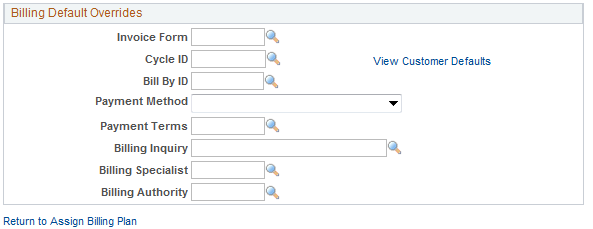 Billing Default Overrides
Invoice Form
Cycle ID
View Customer Defaults
Bill By ID
Payment Method
Payment Terms
Billing Inquiry
Billing Specialist
Billing Authority
Return to Assign Billing Plan